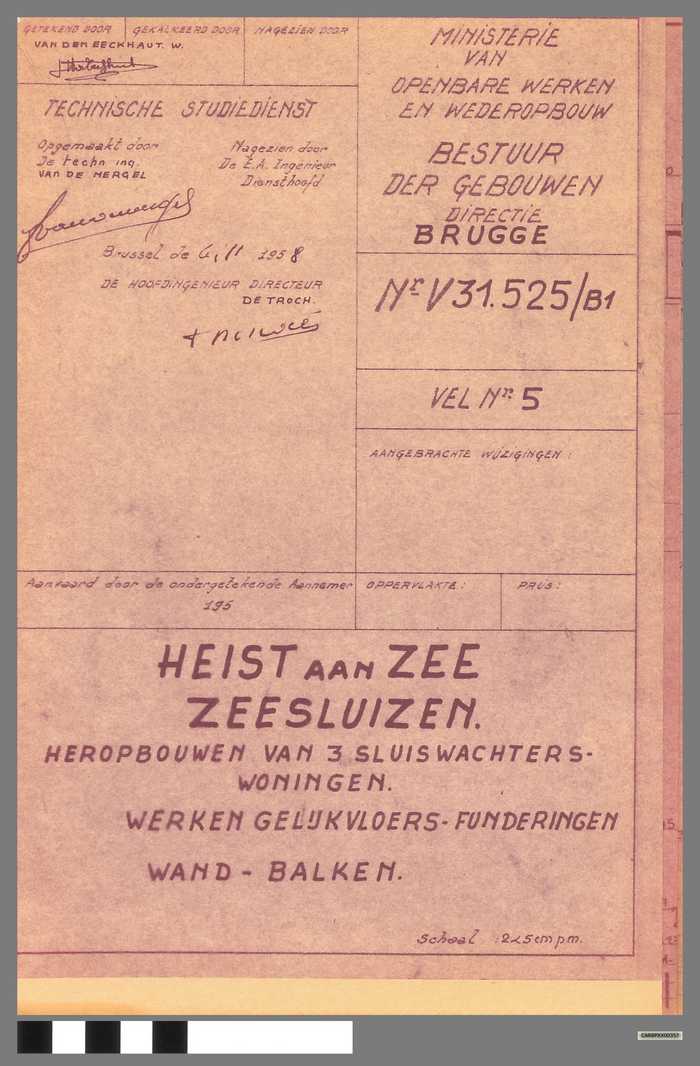 GETEKEND DOOR
VAN DEN EECKHAUT. W.
GEKALKEERD DOOR
NAGEZIEN DOOR
TECHNISCHE STUDIEDIENST
Opgemaakt door
De techn ing.
VAN DE MERGEL
Nagezien door
De E.A. Ingenieur
Diensthoofd
Brussel de 6.11 1958
DE HOOFDINGENIEUR DIRECTEUR
DE TROCH.
MINISTERIE
VAN
OPENBARE WERKEN
EN WEDEROPBOUW
BESTUUR
DER GEBOUWEN
DIRECTIE
BRUGGE
Nr V31.525/B1
VEL Nr. 5
AANGEBRACHTE WIJZIGINGEN :
Aanvaard door de ondergetekende Aannemer
195
OPPERVLAKTE :
PRIJS :
HEIST AAN ZEE
ZEESLUIZEN.
HEROPBOUWEN VAN 3 SLUISWACHTERS-
WONINGEN.
WERKEN GELIJKVLOERS - FUNDERINGEN
WAND - BALKEN.
Schaal : 2&5 cm p.m.